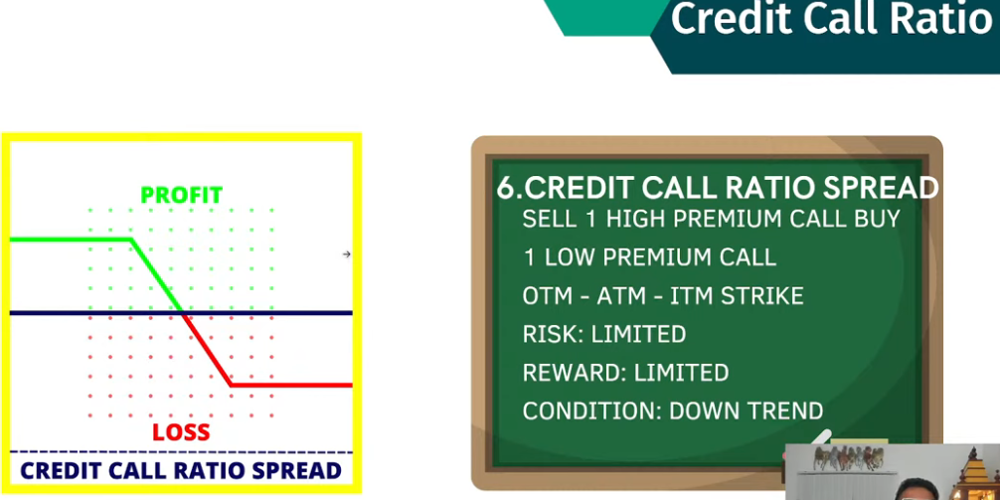 Credit Call Ratio
PROFIT
LOSS
CREDIT CALL RATIO SPREAD
6.CREDIT CALL RATIO SPREAD
SELL 1 HIGH PREMIUM CALL BUY
1 LOW PREMIUM CALL
OTM - ATM - ITM STRIKE
RISK: LIMITED
REWARD: LIMITED
CONDITION: DOWN TREND